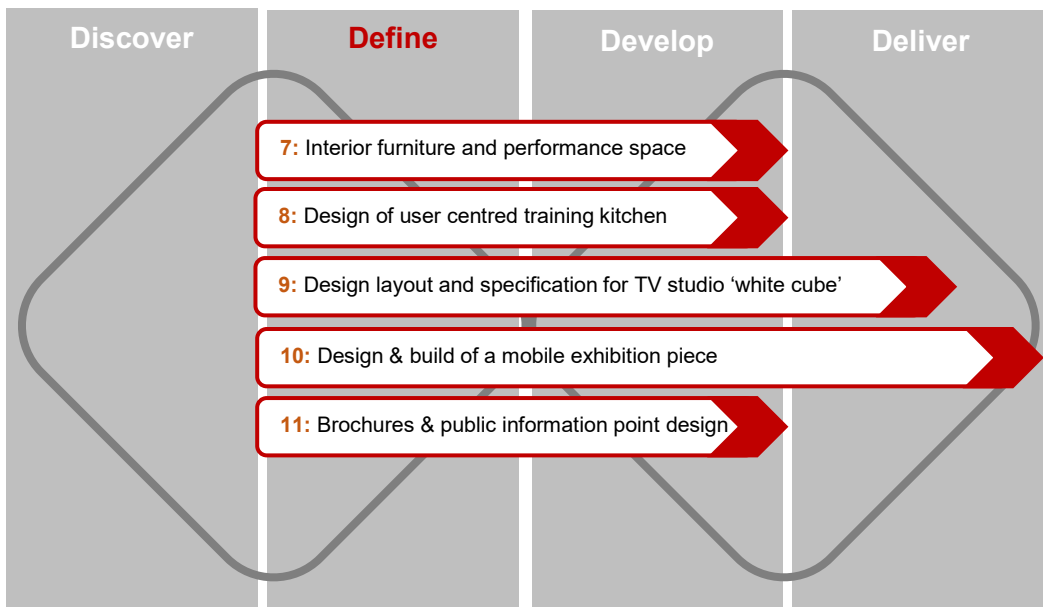 Discover Define Develop Deliver
7: Interior furniture and performance space
8: Design of user centred training kitchen
9: Design layout and specification for TV studio ‘white cube’
10: Design & build of a mobile exhibition piece
11: Brochures & public information point design